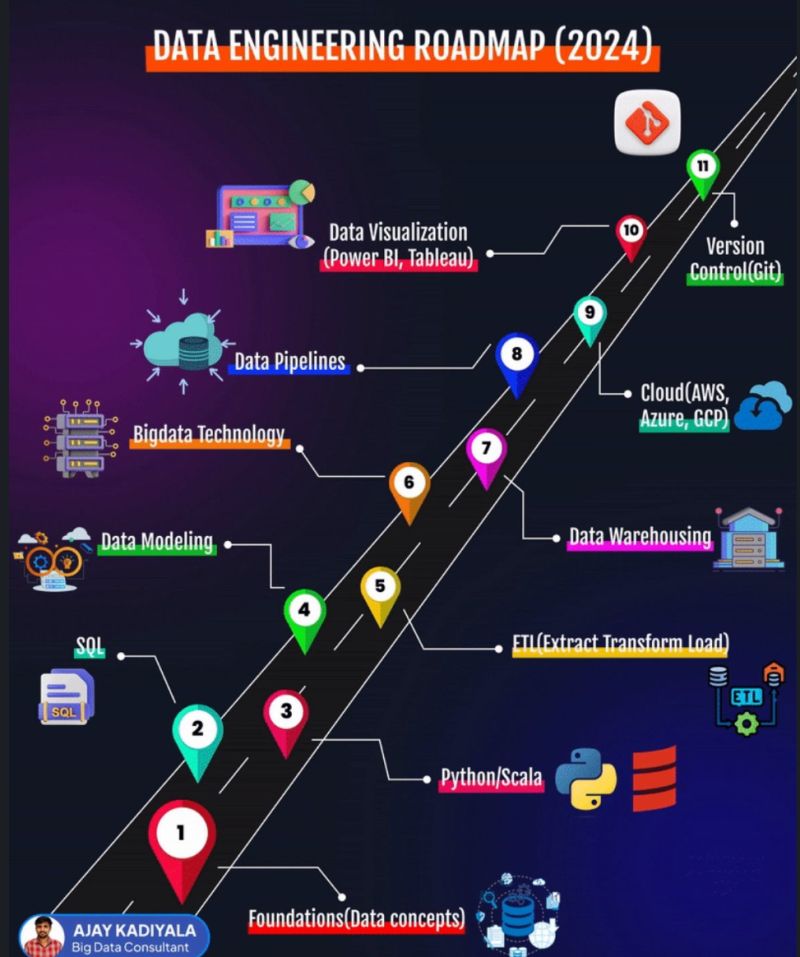 DATA ENGINEERING ROADMAP (2024)
11
Version
Control(Git)
10
Data Visualization
(Power BI, Tableau)
9
Cloud(AWS,
Azure, GCP)
8
Data Pipelines
7
Data Warehousing
6
Bigdata Technology
5
ETL(Extract Transform Load)
ETL
4
Data Modeling
3
Python/Scala
2
SQL
SQL
1
Foundations(Data concepts)
AJAY KADIYALA
Big Data Consultant